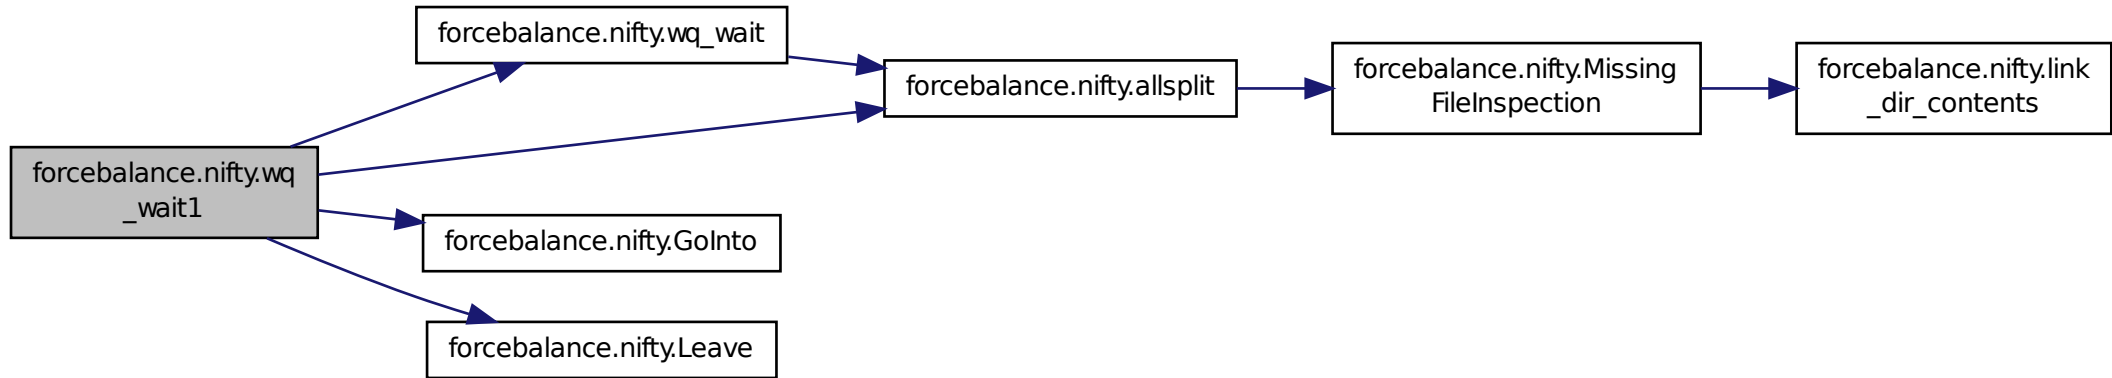 forcebalance.nifty.wq
_wait1
forcebalance.nifty.wq_wait
forcebalance.nifty.allsplit
forcebalance.nifty.Missing
FileInspection
forcebalance.nifty.link
_dir_contents
forcebalance.nifty.GoInto
forcebalance.nifty.Leave